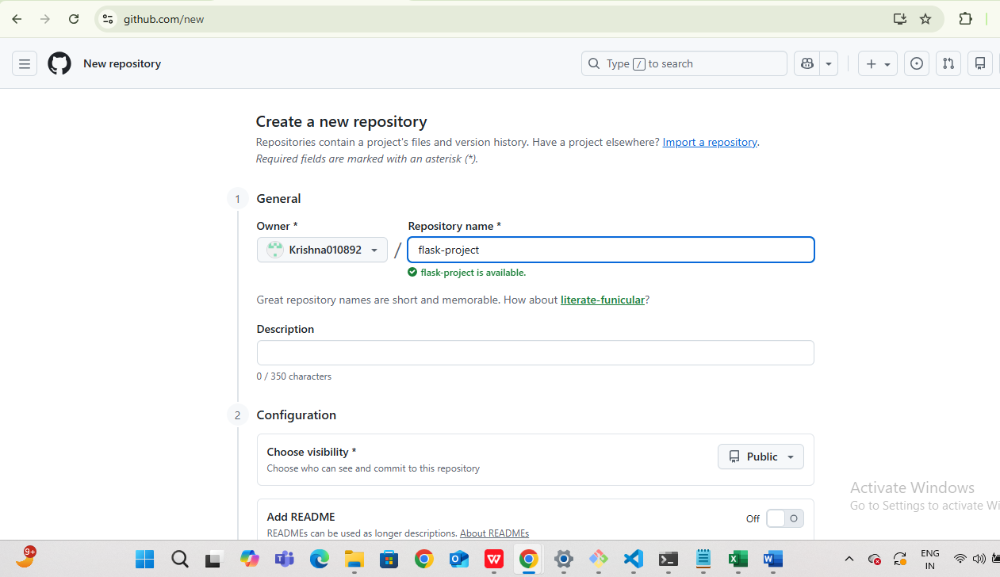 github.com/new
New repository
Type / to search
Create a new repository
Repositories contain a project's files and version history. Have a project elsewhere? Import a repository.
Required fields are marked with an asterisk (*).
1 General
Owner * Repository name *
Krishna010892 / flask-project
flask-project is available.
Great repository names are short and memorable. How about literate-funicular?
Description
0 / 350 characters
2 Configuration
Choose visibility *
Public
Choose who can see and commit to this repository
Activate Windows
Go to Settings to activate Wi
Add README
Off
READMEs can be used as longer descriptions. About READMEs
9+
ENG
IN